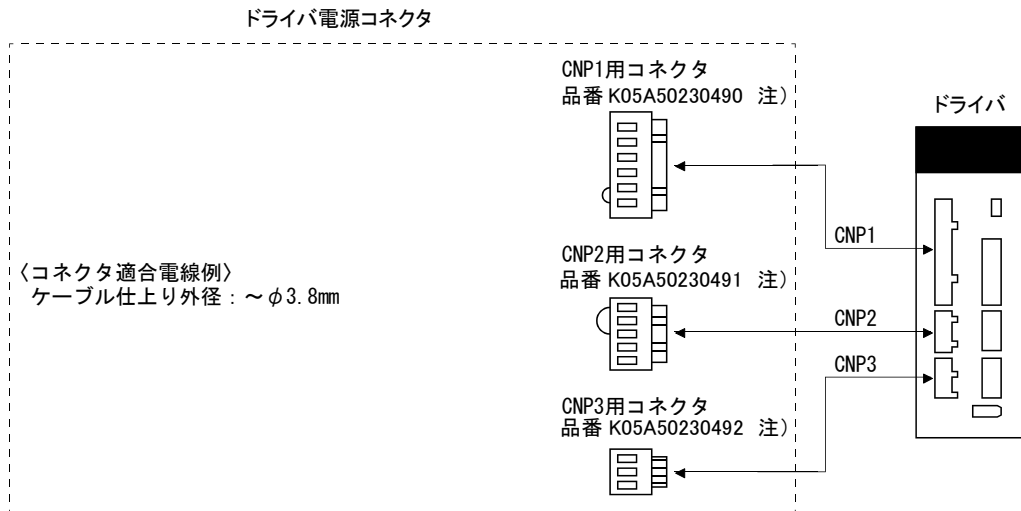 ドライバ電源コネクタ
CNP1用コネクタ
品番 K05A50230490 注)
ドライバ
CNP1
〈コネクタ適合電線例〉
ケーブル仕上り外径：～φ3.8mm
CNP2用コネクタ
品番 K05A50230491 注)
CNP2
CNP3
CNP3用コネクタ
品番 K05A50230492 注)